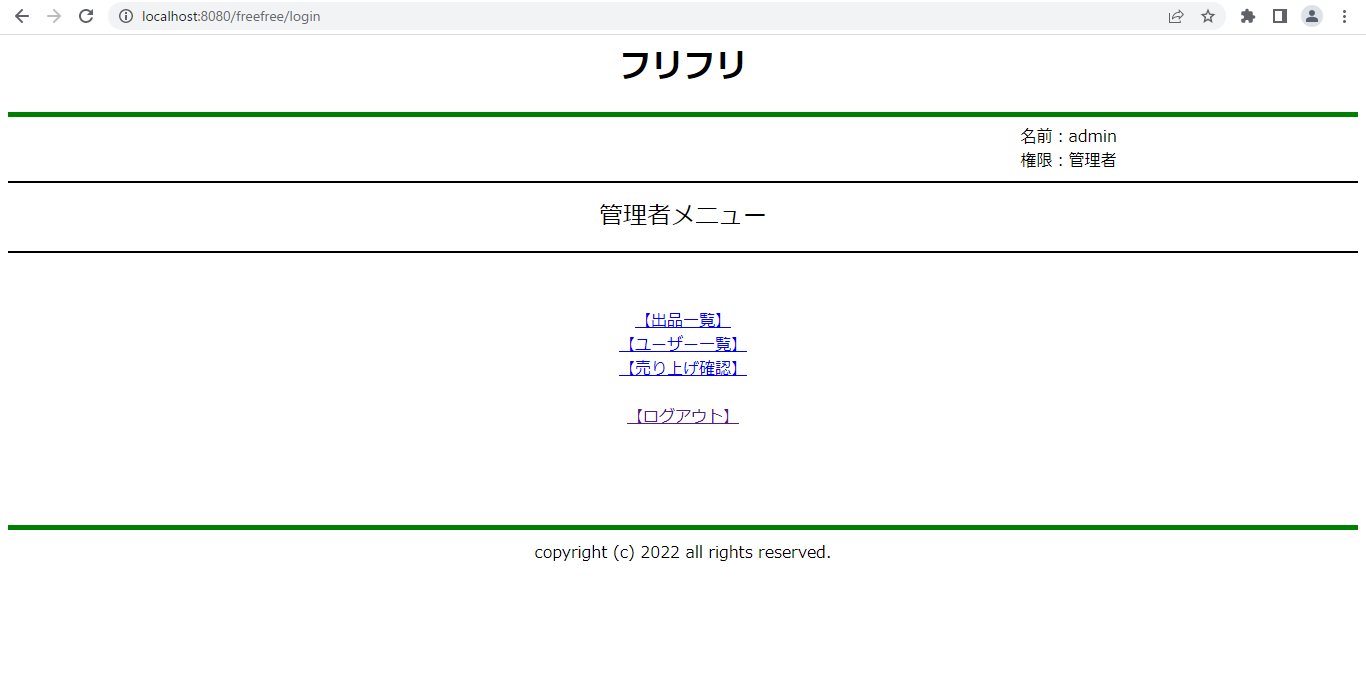 localhost:8080/freefree/login
フリフリ
名前：admin
権限：管理者
管理者メニュー
【出品一覧】
【ユーザー一覧】
【売り上げ確認】
【ログアウト】
copyright (c) 2022 all rights reserved.